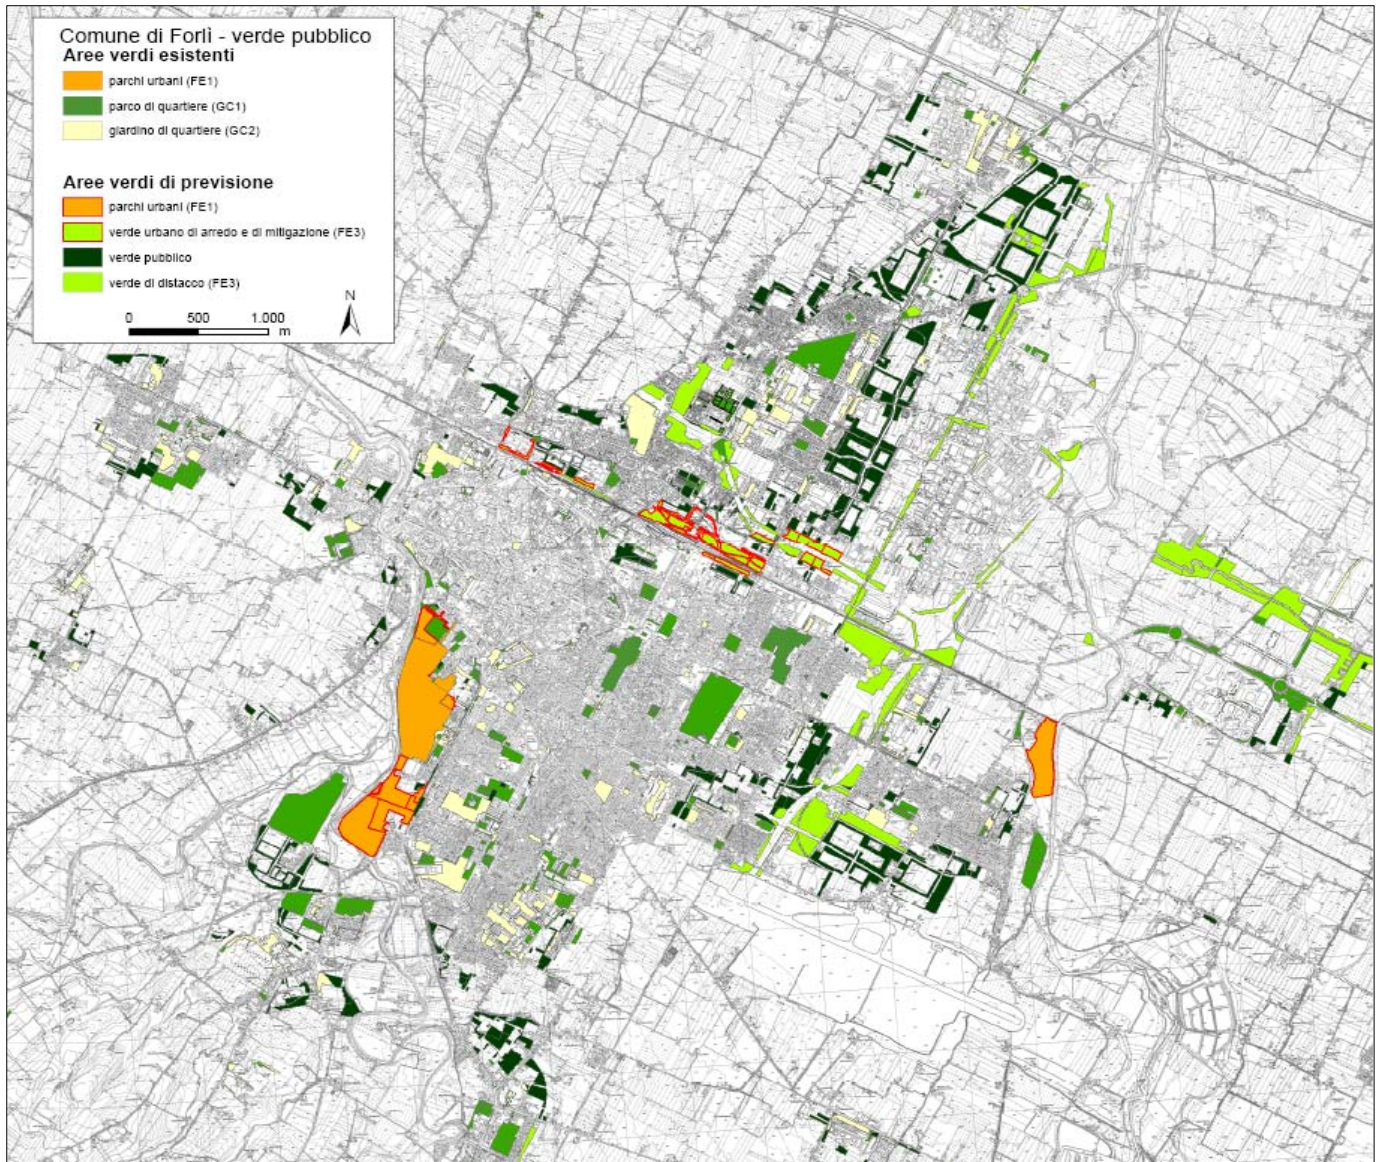 Comune di Forlì - verde pubblico
Aree verdi esistenti
parchi urbani (FE1)
parco di quartiere (GC1)
giardino di quartiere (GC2)
Aree verdi di previsione
parchi urbani (FE1)
verde urbano di arredo e di mitigazione (FE3)
verde pubblico
verde di distacco (FE3)
N
0 500 1.000
m